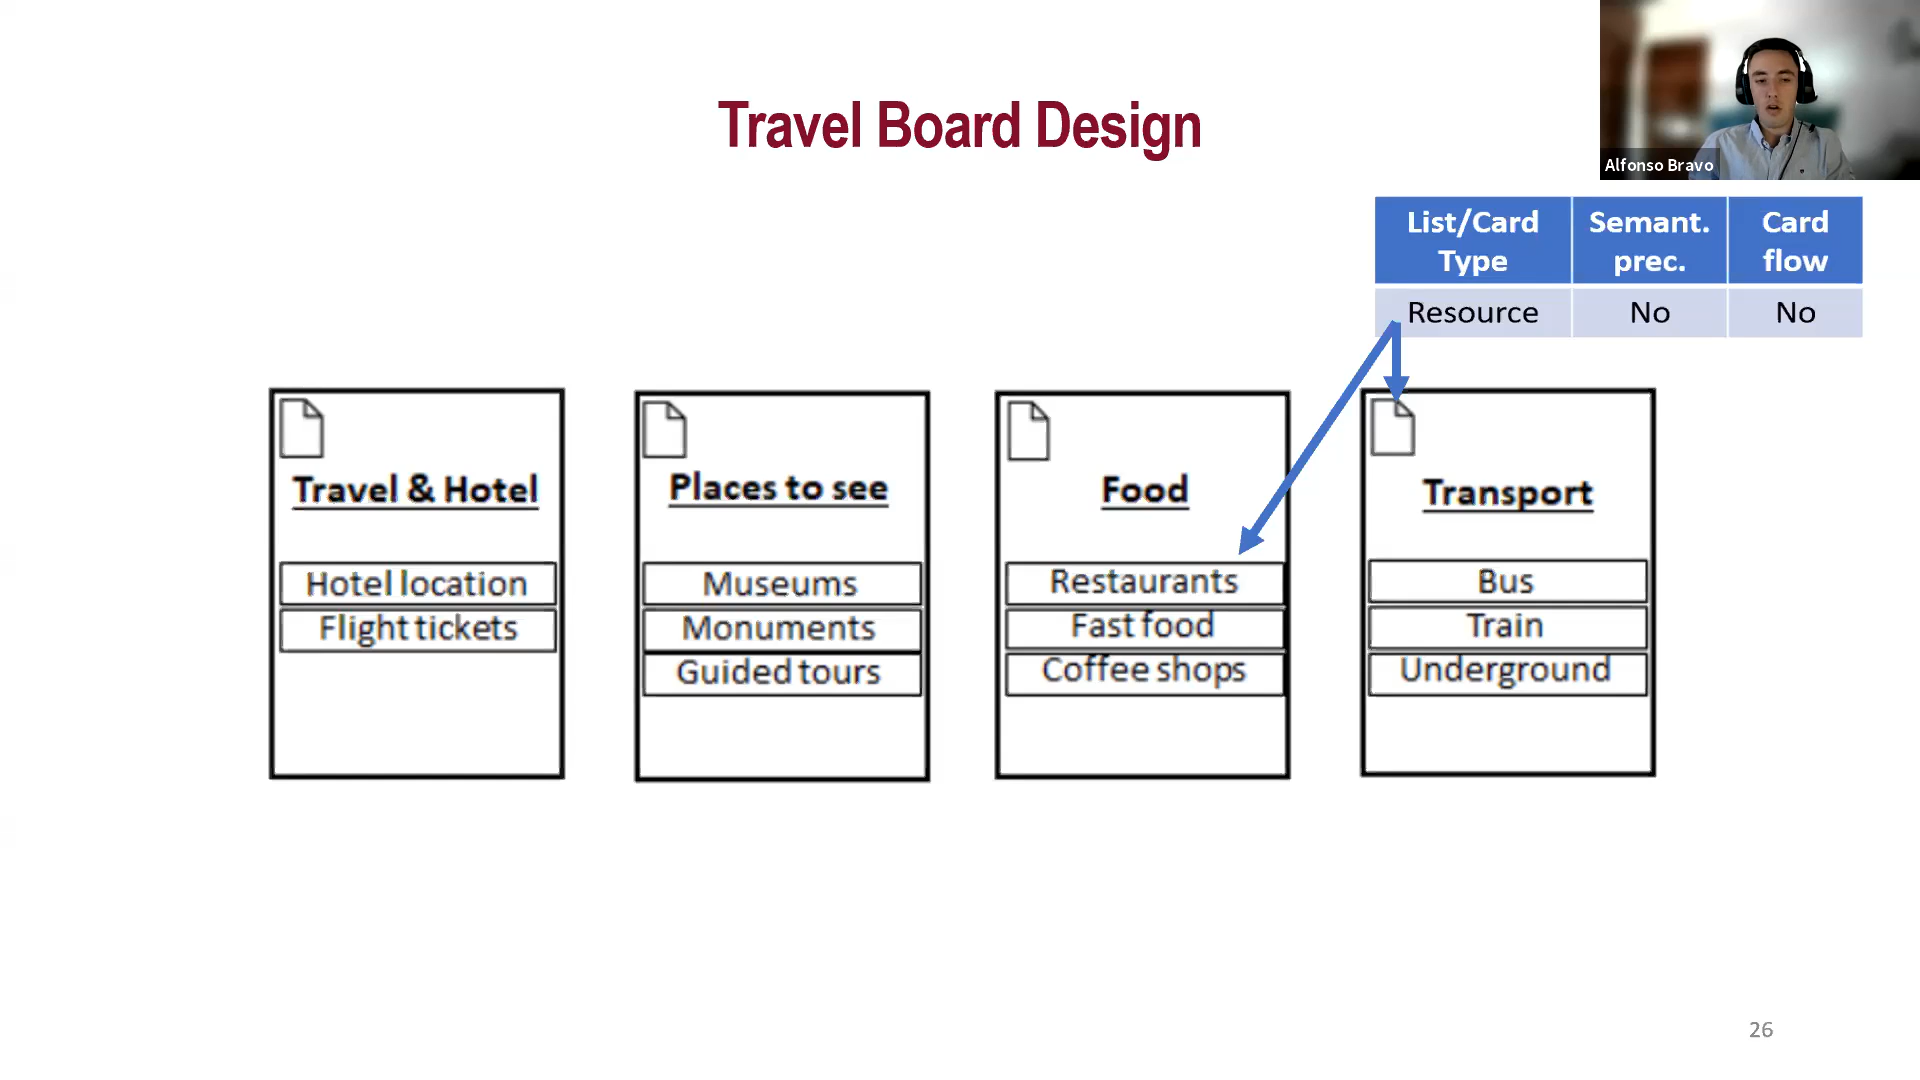 Travel Board Design
Alfonso Bravo
List/Card Type
Semant. prec.
Card flow
Resource
No
No
Travel & Hotel
Hotel location
Flight tickets
Places to see
Museums
Monuments
Guided tours
Food
Restaurants
Fast food
Coffee shops
Transport
Bus
Train
Underground
26